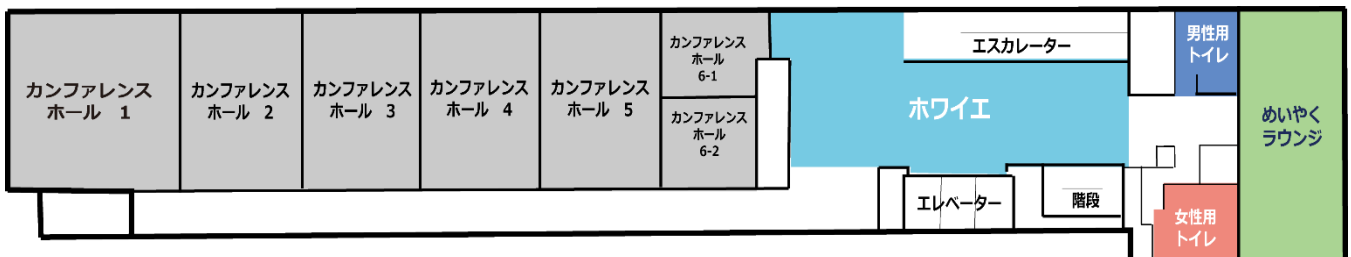 カンファレンス
ホール 1
カンファレンス
ホール 2
カンファレンス
ホール 3
カンファレンス
ホール 4
カンファレンス
ホール 5
カンファレンス
ホール
6-1
カンファレンス
ホール
6-2
ホワイエ
エスカレーター
エレベーター
階段
男性用
トイレ
女性用
トイレ
めいやく
ラウンジ